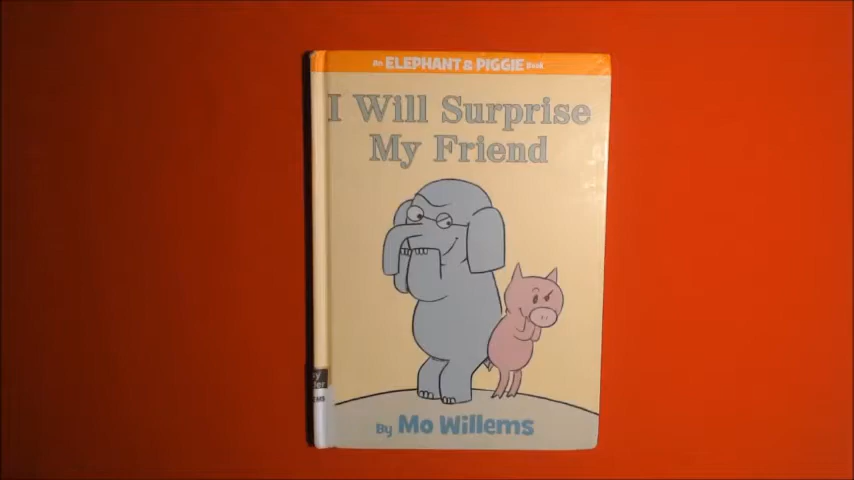 An ELEPHANT & PIGGIE Book
I Will Surprise
My Friend
By Mo Willems